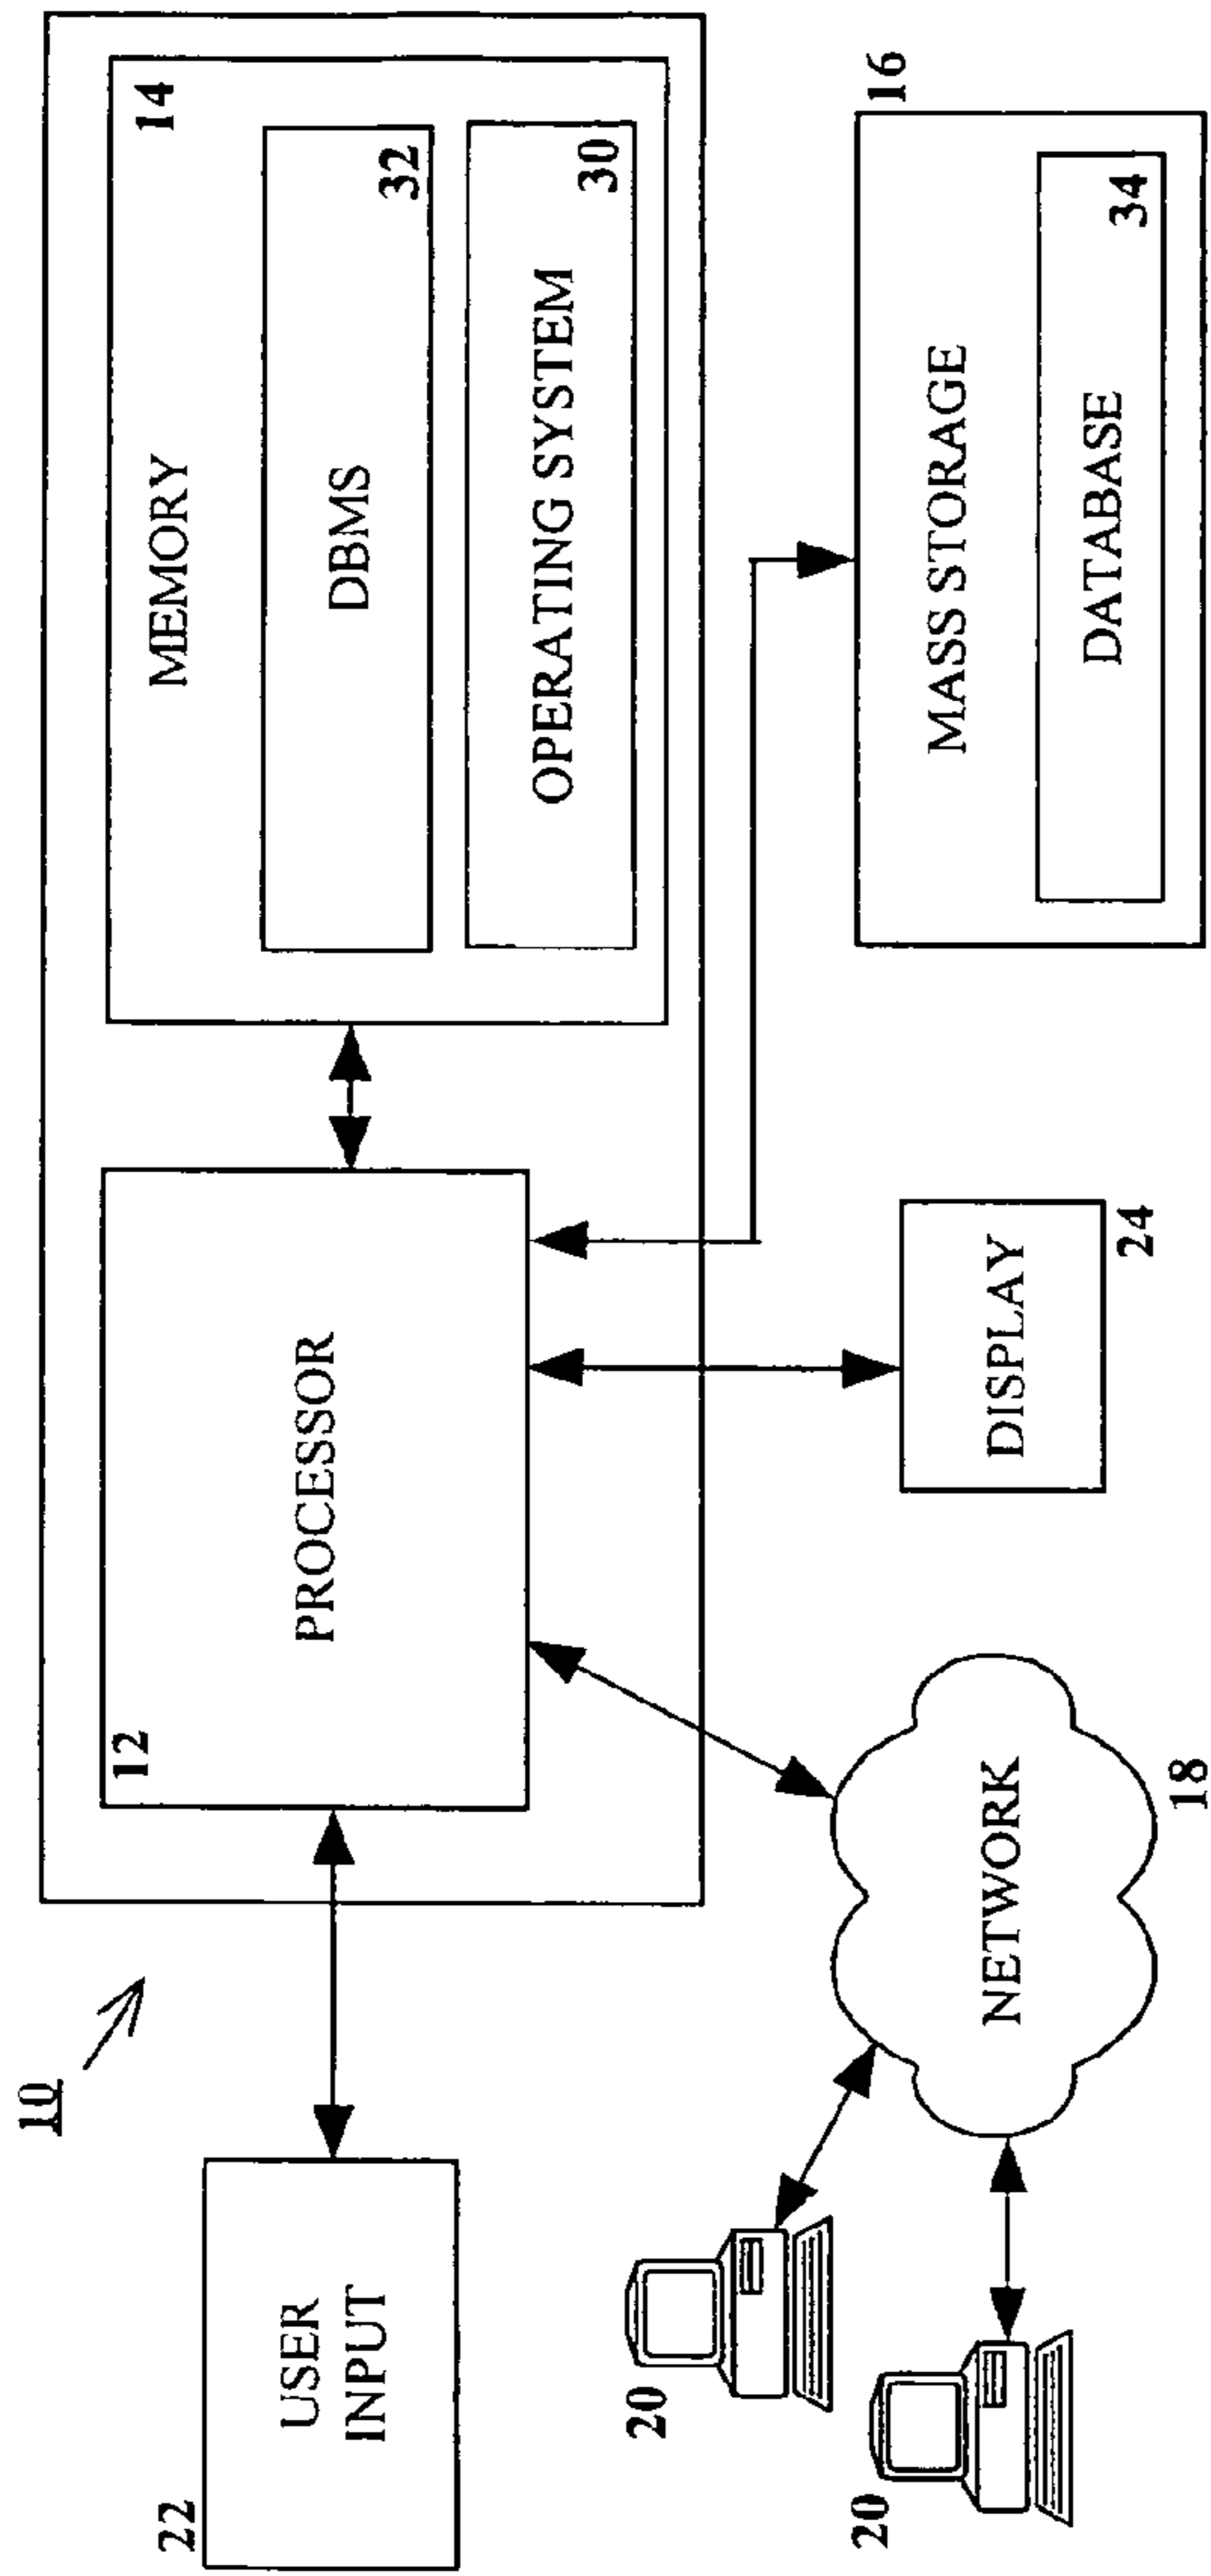 10
22
USER
INPUT
12
PROCESSOR
MEMORY
14
DBMS
32
OPERATING SYSTEM
30
20
20
NETWORK
18
DISPLAY
24
16
MASS STORAGE
DATABASE
34